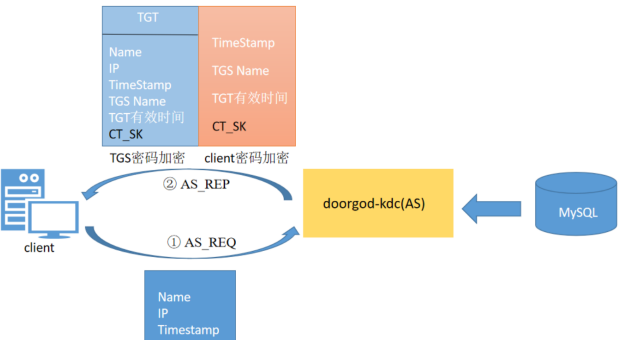 TGT
Name
IP
TimeStamp
TGS Name
TGT有效时间
CT_SK
TimeStamp
TGS Name
TGT有效时间
CT_SK
TGS密码加密
client密码加密
② AS_REP
doorgod-kdc(AS)
MySQL
client
① AS_REQ
Name
IP
Timestamp